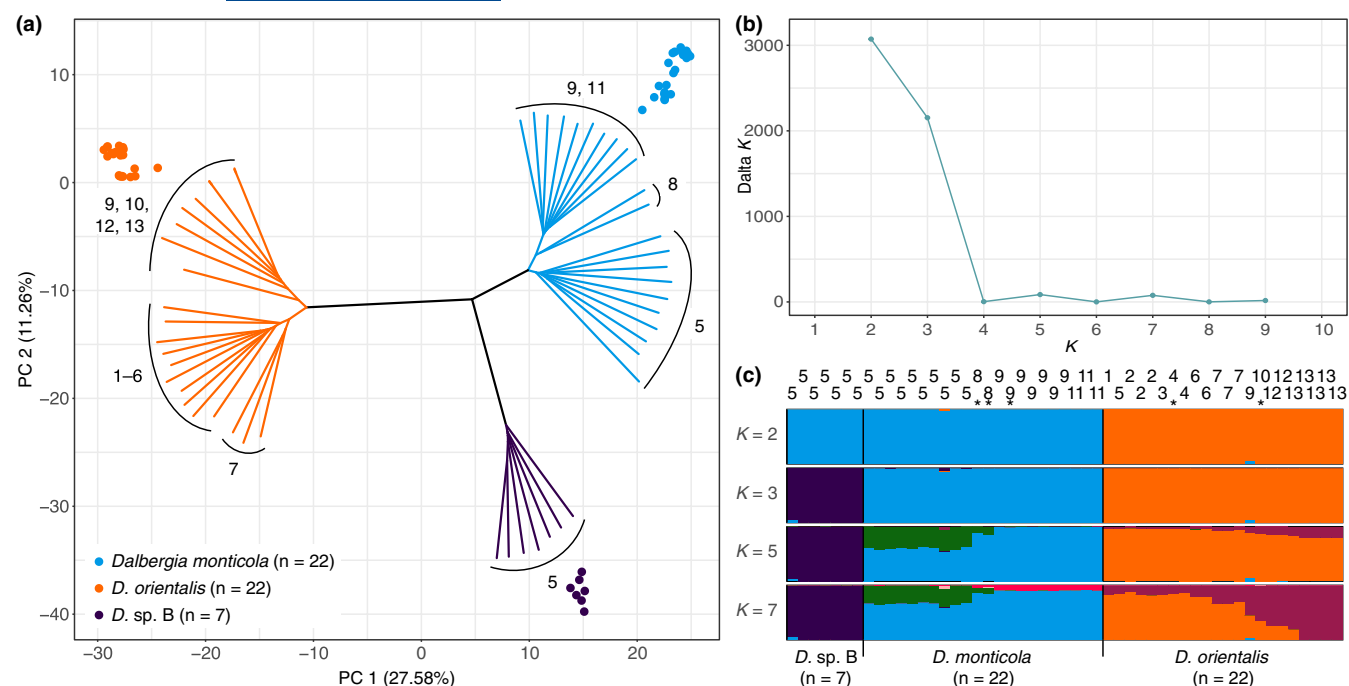 (a)
10
0
−10
−20
−30
−40
PC 2 (11.26%)
9, 11
8
5
9, 10,
12, 13
1–6
7
5
Dalbergia monticola (n = 22)
D. orientalis (n = 22)
D. sp. B (n = 7)
−30 −20 −10 0 10 20
PC 1 (27.58%)
(b)
3000
2000
1000
0
Dalta K
1 2 3 4 5 6 7 8 9 10
K
(c)
5 5 5 5 5 5 5 5 8 9 9 9 9 11 1 2 2 4 6 7 7 10 12 13 13
5 5 5 5 5 5 5 5 5 8 9 9 9 11 11 5 2 3 4 6 7 9 12 13 13 13
* * * * *
K = 2
K = 3
K = 5
K = 7
D. sp. B
(n = 7)
D. monticola
(n = 22)
D. orientalis
(n = 22)